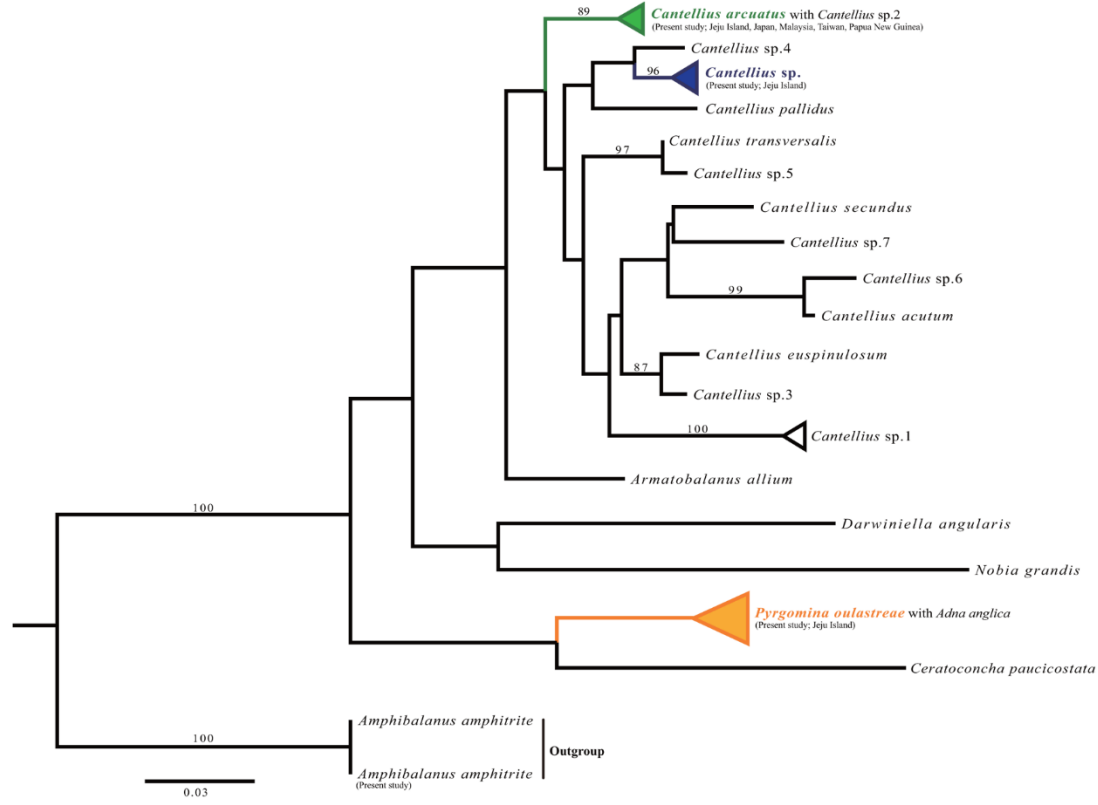 89
Cantellius arcuatus with Cantellius sp.2
(Present study; Jeju Island, Japan, Malaysia, Taiwan, Papua New Guinea)
Cantellius sp.4
96
Cantellius sp.
(Present study; Jeju Island)
Cantellius pallidus
Cantellius transversalis
97
Cantellius sp.5
Cantellius secundus
Cantellius sp.7
Cantellius sp.6
99
Cantellius acutum
Cantellius euspinulosum
87
Cantellius sp.3
100
Cantellius sp.1
Armatobalanus allium
100
Darwiniella angularis
Nobia grandis
Pyrgomina oulastreae with Adna anglica
(Present study; Jeju Island)
Ceratoconcha paucicostata
Amphibalanus amphitrite
100
Outgroup
Amphibalanus amphitrite
(Present study)
0.03